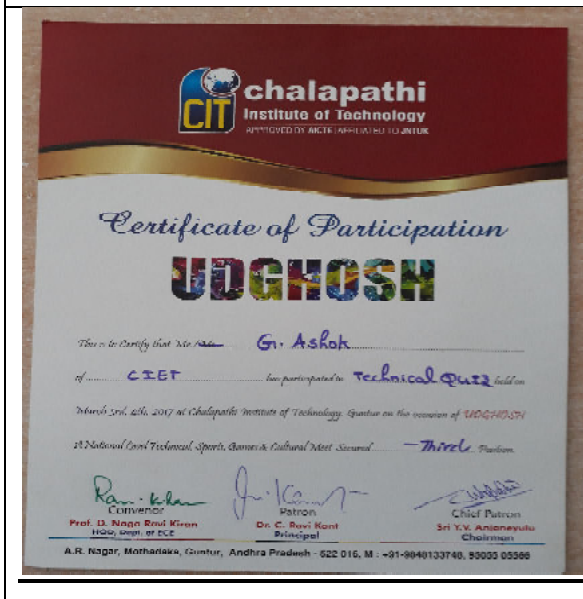 CIT
chalapathi
Institute of Technology
APPROVED BY AICTE | AFFILIATED TO JNTUK
Certificate of Participation
UDGHOSH
This is to Certify that Mr./Ms. G. Ashok
of CIET has participated in Technical Quiz held on
March 3rd, 4th, 2017 at Chalapathi Institute of Technology, Guntur on the occasion of UDGHOSH
A National Level Technical, Sports, Games & Cultural Meet Secured Third Position.
Convenor
Prof. D. Naga Ravi Kiran
HOD, Dept. of ECE
Patron
Dr. C. Ravi Kant
Principal
Chief Patron
Sri Y.V. Anjaneyulu
Chairman
A.R. Nagar, Mothadaka, Guntur, Andhra Pradesh - 522 016, M : +91-9848133748,